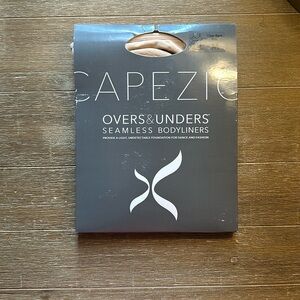 CAPEZIO
OVERS&UNDERS
SEAMLESS BODYLINERS
PROVIDE A LIGHT, UNDETECTABLE FOUNDATION FOR DANCE AND FASHION